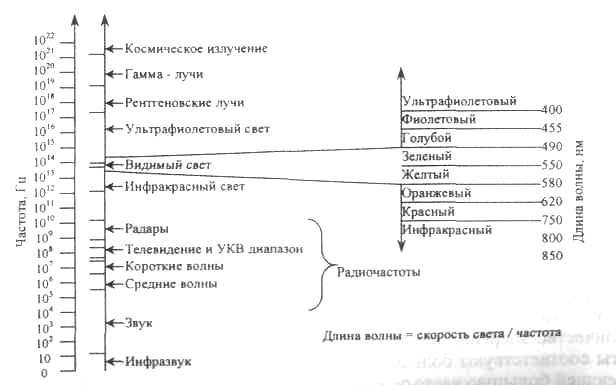 Частота, Гц
10²²
10²¹
10²⁰
10¹⁹
10¹⁸
10¹⁷
10¹⁶
10¹⁵
10¹⁴
10¹³
10¹²
10¹¹
10¹⁰
10⁹
10⁸
10⁷
10⁶
10⁵
10⁴
10³
10²
10
0
Космическое излучение
Гамма - лучи
Рентгеновские лучи
Ультрафиолетовый свет
Видимый свет
Инфракрасный свет
Радары
Телевидение и УКВ диапазон
Короткие волны
Средние волны
Звук
Инфразвук
Радиочастоты
Ультрафиолетовый
400
Фиолетовый
455
Голубой
490
Зеленый
550
Желтый
580
Оранжевый
620
Красный
750
Инфракрасный
800
850
Длина волны, нм
Длина волны = скорость света / частота